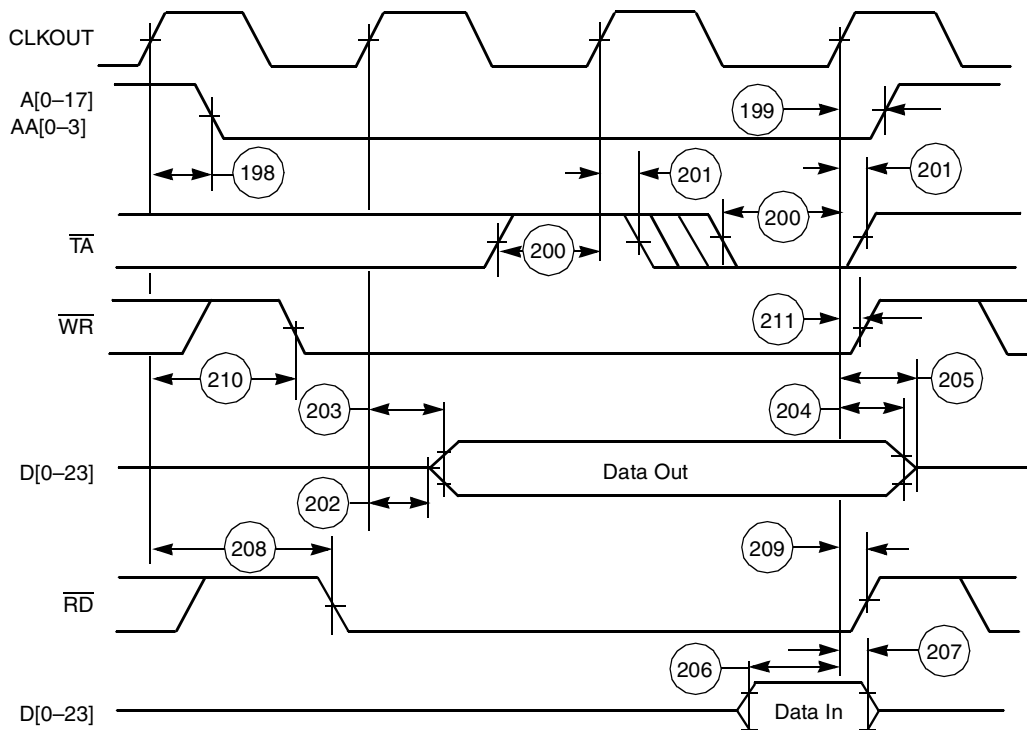 CLKOUT
A[0–17]
AA[0–3]
199
198
201
201
TA
200
200
WR
211
210
205
203
204
D[0–23]
Data Out
202
208
209
RD
206
207
D[0–23]
Data In